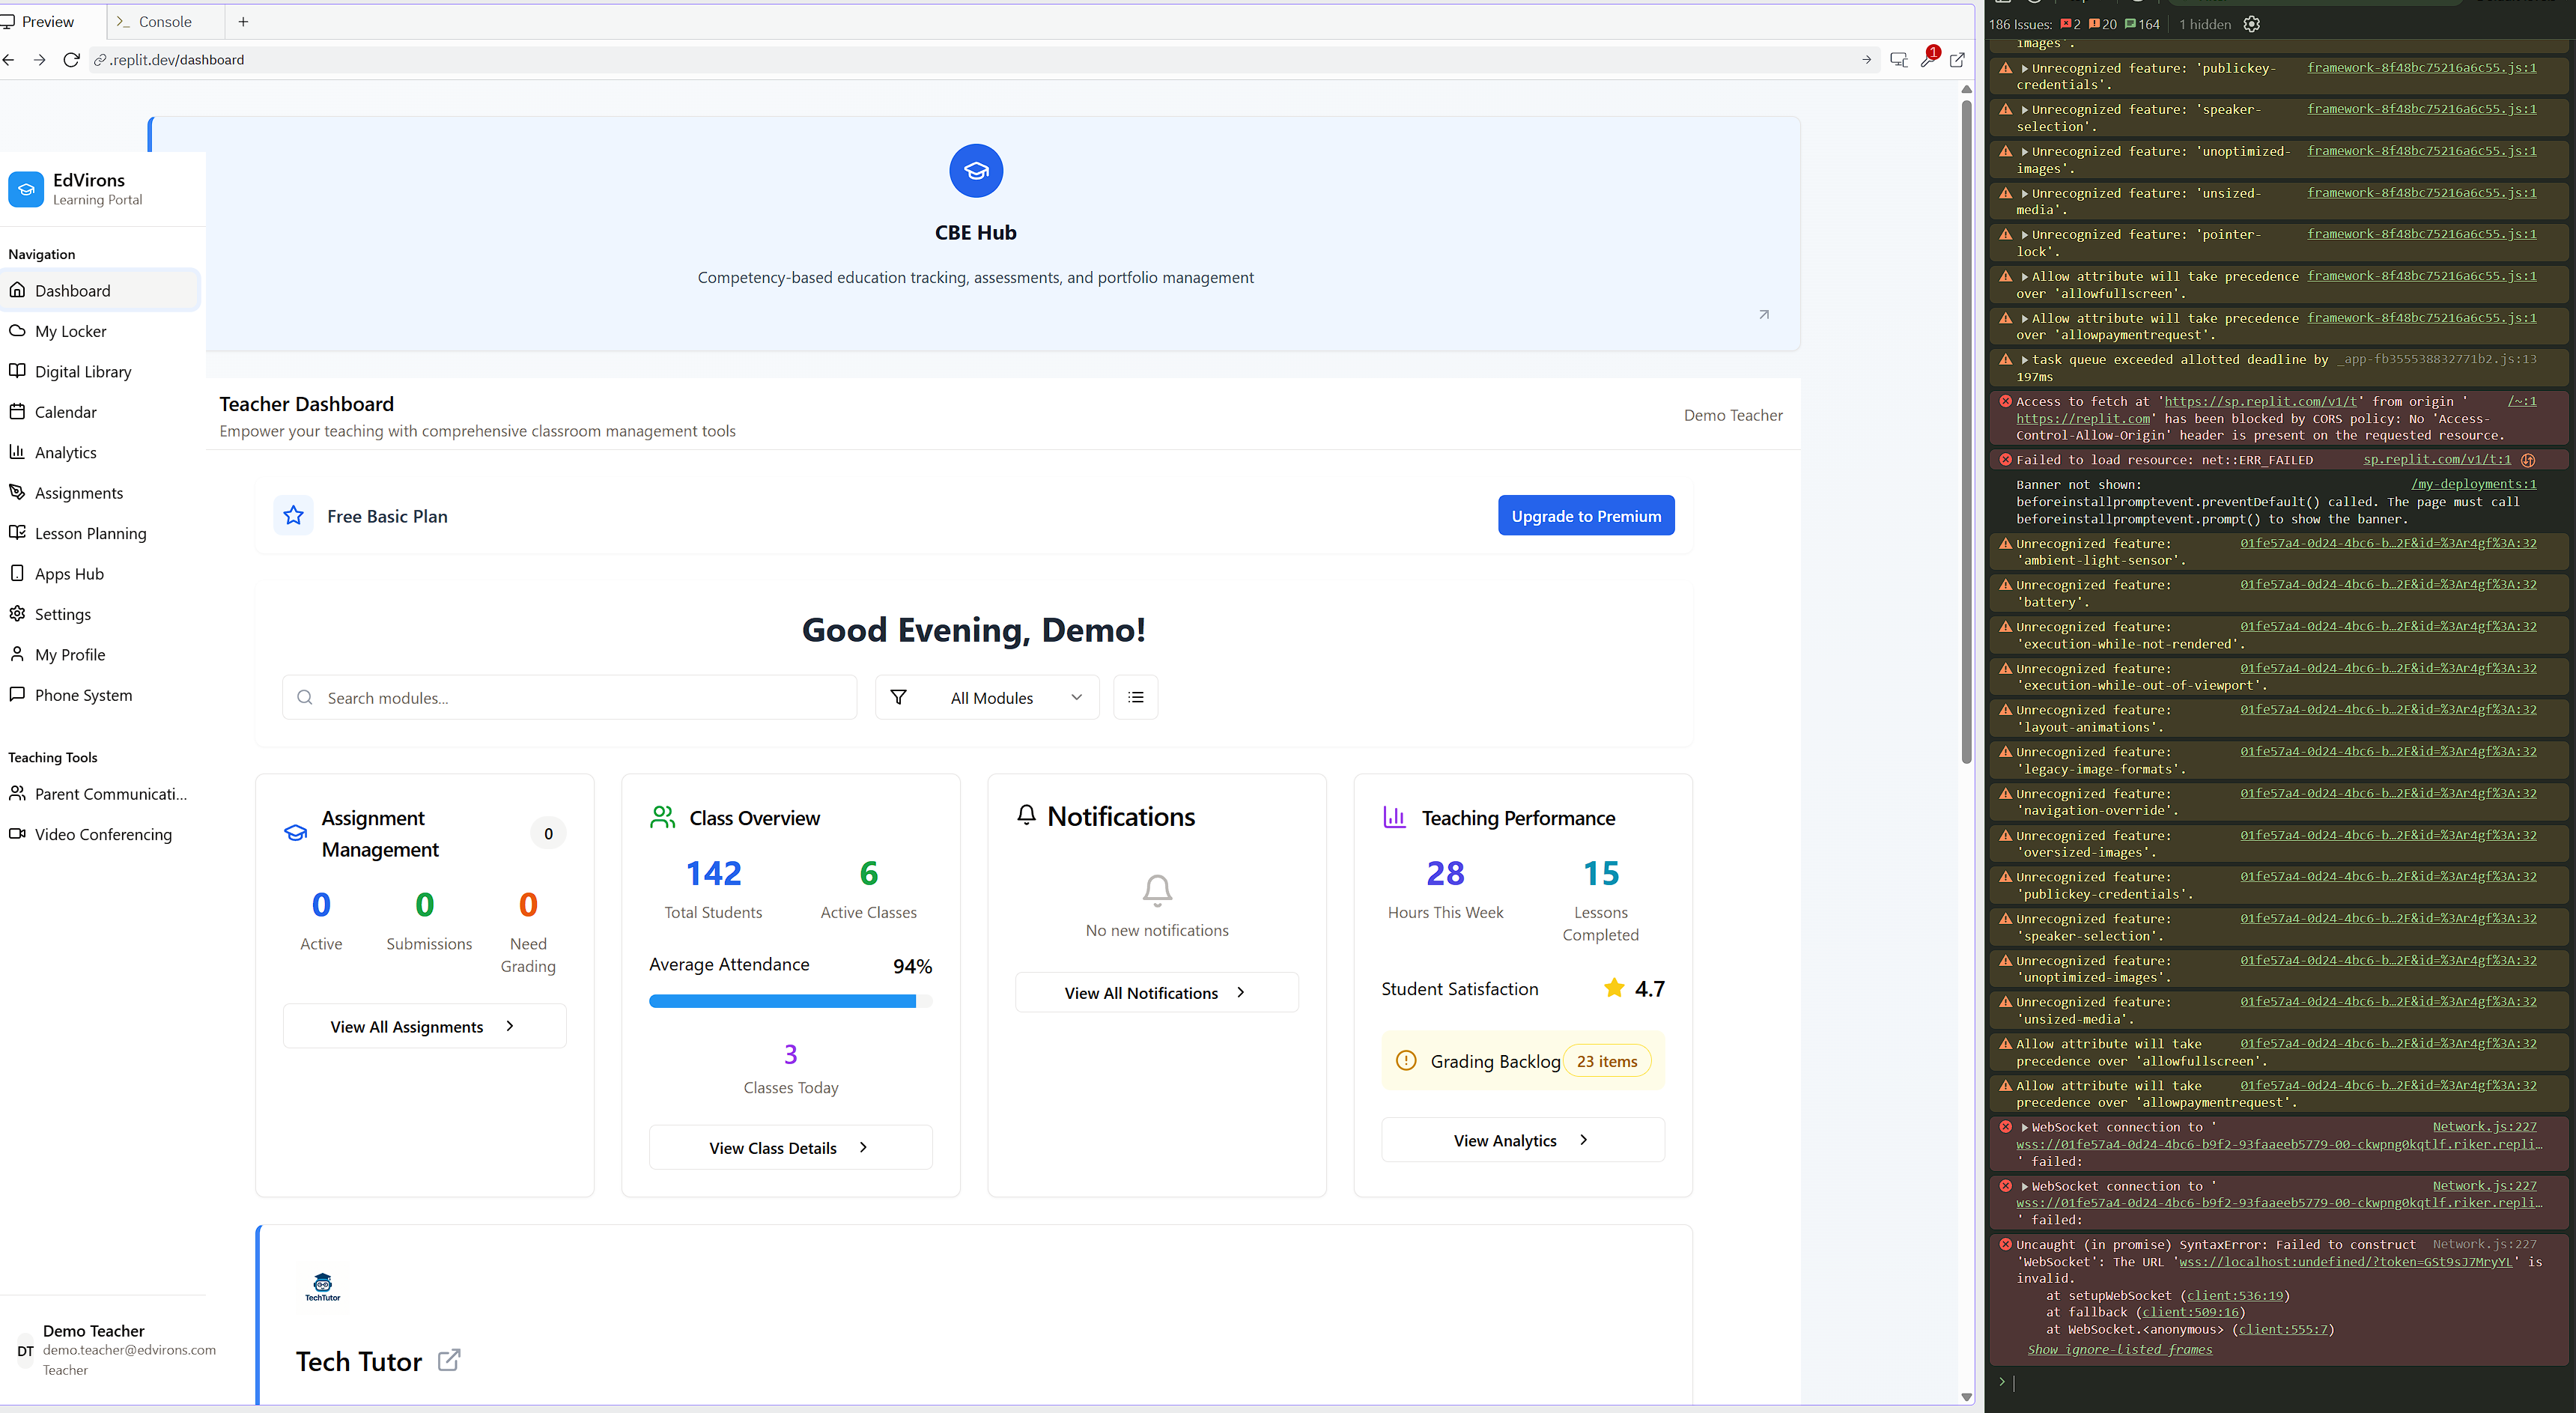 Preview
Console
.replit.dev/dashboard
1
EdVirons
Learning Portal
Navigation
Dashboard
My Locker
Digital Library
Calendar
Analytics
Assignments
Lesson Planning
Apps Hub
Settings
My Profile
Phone System
Teaching Tools
Parent Communicati...
Video Conferencing
DT
Demo Teacher
demo.teacher@edvirons.com
Teacher
CBE Hub
Competency-based education tracking, assessments, and portfolio management
Teacher Dashboard
Empower your teaching with comprehensive classroom management tools
Demo Teacher
Free Basic Plan
Upgrade to Premium
Good Evening, Demo!
Search modules...
All Modules
Assignment
Management
0
0
0
0
Active
Submissions
Need
Grading
View All Assignments
Class Overview
142
6
Total Students
Active Classes
Average Attendance
94%
3
Classes Today
View Class Details
Notifications
No new notifications
View All Notifications
Teaching Performance
28
15
Hours This Week
Lessons
Completed
Student Satisfaction
4.7
Grading Backlog
23 items
View Analytics
TechTutor
Tech Tutor
186 Issues: 2 20 164 1 hidden
images'.
Unrecognized feature: 'publickey- framework-8f48bc75216a6c55.js:1
credentials'.
Unrecognized feature: 'speaker- framework-8f48bc75216a6c55.js:1
selection'.
Unrecognized feature: 'unoptimized- framework-8f48bc75216a6c55.js:1
images'.
Unrecognized feature: 'unsized- framework-8f48bc75216a6c55.js:1
media'.
Unrecognized feature: 'pointer- framework-8f48bc75216a6c55.js:1
lock'.
Allow attribute will take precedence framework-8f48bc75216a6c55.js:1
over 'allowfullscreen'.
Allow attribute will take precedence framework-8f48bc75216a6c55.js:1
over 'allowpaymentrequest'.
task queue exceeded allotted deadline by _app-fb355538832771b2.js:13
197ms
Access to fetch at 'https://sp.replit.com/v1/t' from origin ' /~:1
https://replit.com' has been blocked by CORS policy: No 'Access-
Control-Allow-Origin' header is present on the requested resource.
Failed to load resource: net::ERR_FAILED sp.replit.com/v1/t:1
Banner not shown: /my-deployments:1
beforeinstallpromptevent.preventDefault() called. The page must call
beforeinstallpromptevent.prompt() to show the banner.
Unrecognized feature: 01fe57a4-0d24-4bc6-b…2F&id=%3Ar4gf%3A:32
'ambient-light-sensor'.
Unrecognized feature: 01fe57a4-0d24-4bc6-b…2F&id=%3Ar4gf%3A:32
'battery'.
Unrecognized feature: 01fe57a4-0d24-4bc6-b…2F&id=%3Ar4gf%3A:32
'execution-while-not-rendered'.
Unrecognized feature: 01fe57a4-0d24-4bc6-b…2F&id=%3Ar4gf%3A:32
'execution-while-out-of-viewport'.
Unrecognized feature: 01fe57a4-0d24-4bc6-b…2F&id=%3Ar4gf%3A:32
'layout-animations'.
Unrecognized feature: 01fe57a4-0d24-4bc6-b…2F&id=%3Ar4gf%3A:32
'legacy-image-formats'.
Unrecognized feature: 01fe57a4-0d24-4bc6-b…2F&id=%3Ar4gf%3A:32
'navigation-override'.
Unrecognized feature: 01fe57a4-0d24-4bc6-b…2F&id=%3Ar4gf%3A:32
'oversized-images'.
Unrecognized feature: 01fe57a4-0d24-4bc6-b…2F&id=%3Ar4gf%3A:32
'publickey-credentials'.
Unrecognized feature: 01fe57a4-0d24-4bc6-b…2F&id=%3Ar4gf%3A:32
'speaker-selection'.
Unrecognized feature: 01fe57a4-0d24-4bc6-b…2F&id=%3Ar4gf%3A:32
'unoptimized-images'.
Unrecognized feature: 01fe57a4-0d24-4bc6-b…2F&id=%3Ar4gf%3A:32
'unsized-media'.
Allow attribute will take 01fe57a4-0d24-4bc6-b…2F&id=%3Ar4gf%3A:32
precedence over 'allowfullscreen'.
Allow attribute will take 01fe57a4-0d24-4bc6-b…2F&id=%3Ar4gf%3A:32
precedence over 'allowpaymentrequest'.
WebSocket connection to ' Network.js:227
wss://01fe57a4-0d24-4bc6-b9f2-93faaeeb5779-00-ckwpng0kqtlf.riker.repli…
' failed:
WebSocket connection to ' Network.js:227
wss://01fe57a4-0d24-4bc6-b9f2-93faaeeb5779-00-ckwpng0kqtlf.riker.repli…
' failed:
Uncaught (in promise) SyntaxError: Failed to construct Network.js:227
'WebSocket': The URL 'wss://localhost:undefined/?token=GSt9sJ7MryYL' is
invalid.
at setupWebSocket (client:536:19)
at fallback (client:509:16)
at WebSocket.<anonymous> (client:555:7)
Show ignore-listed frames